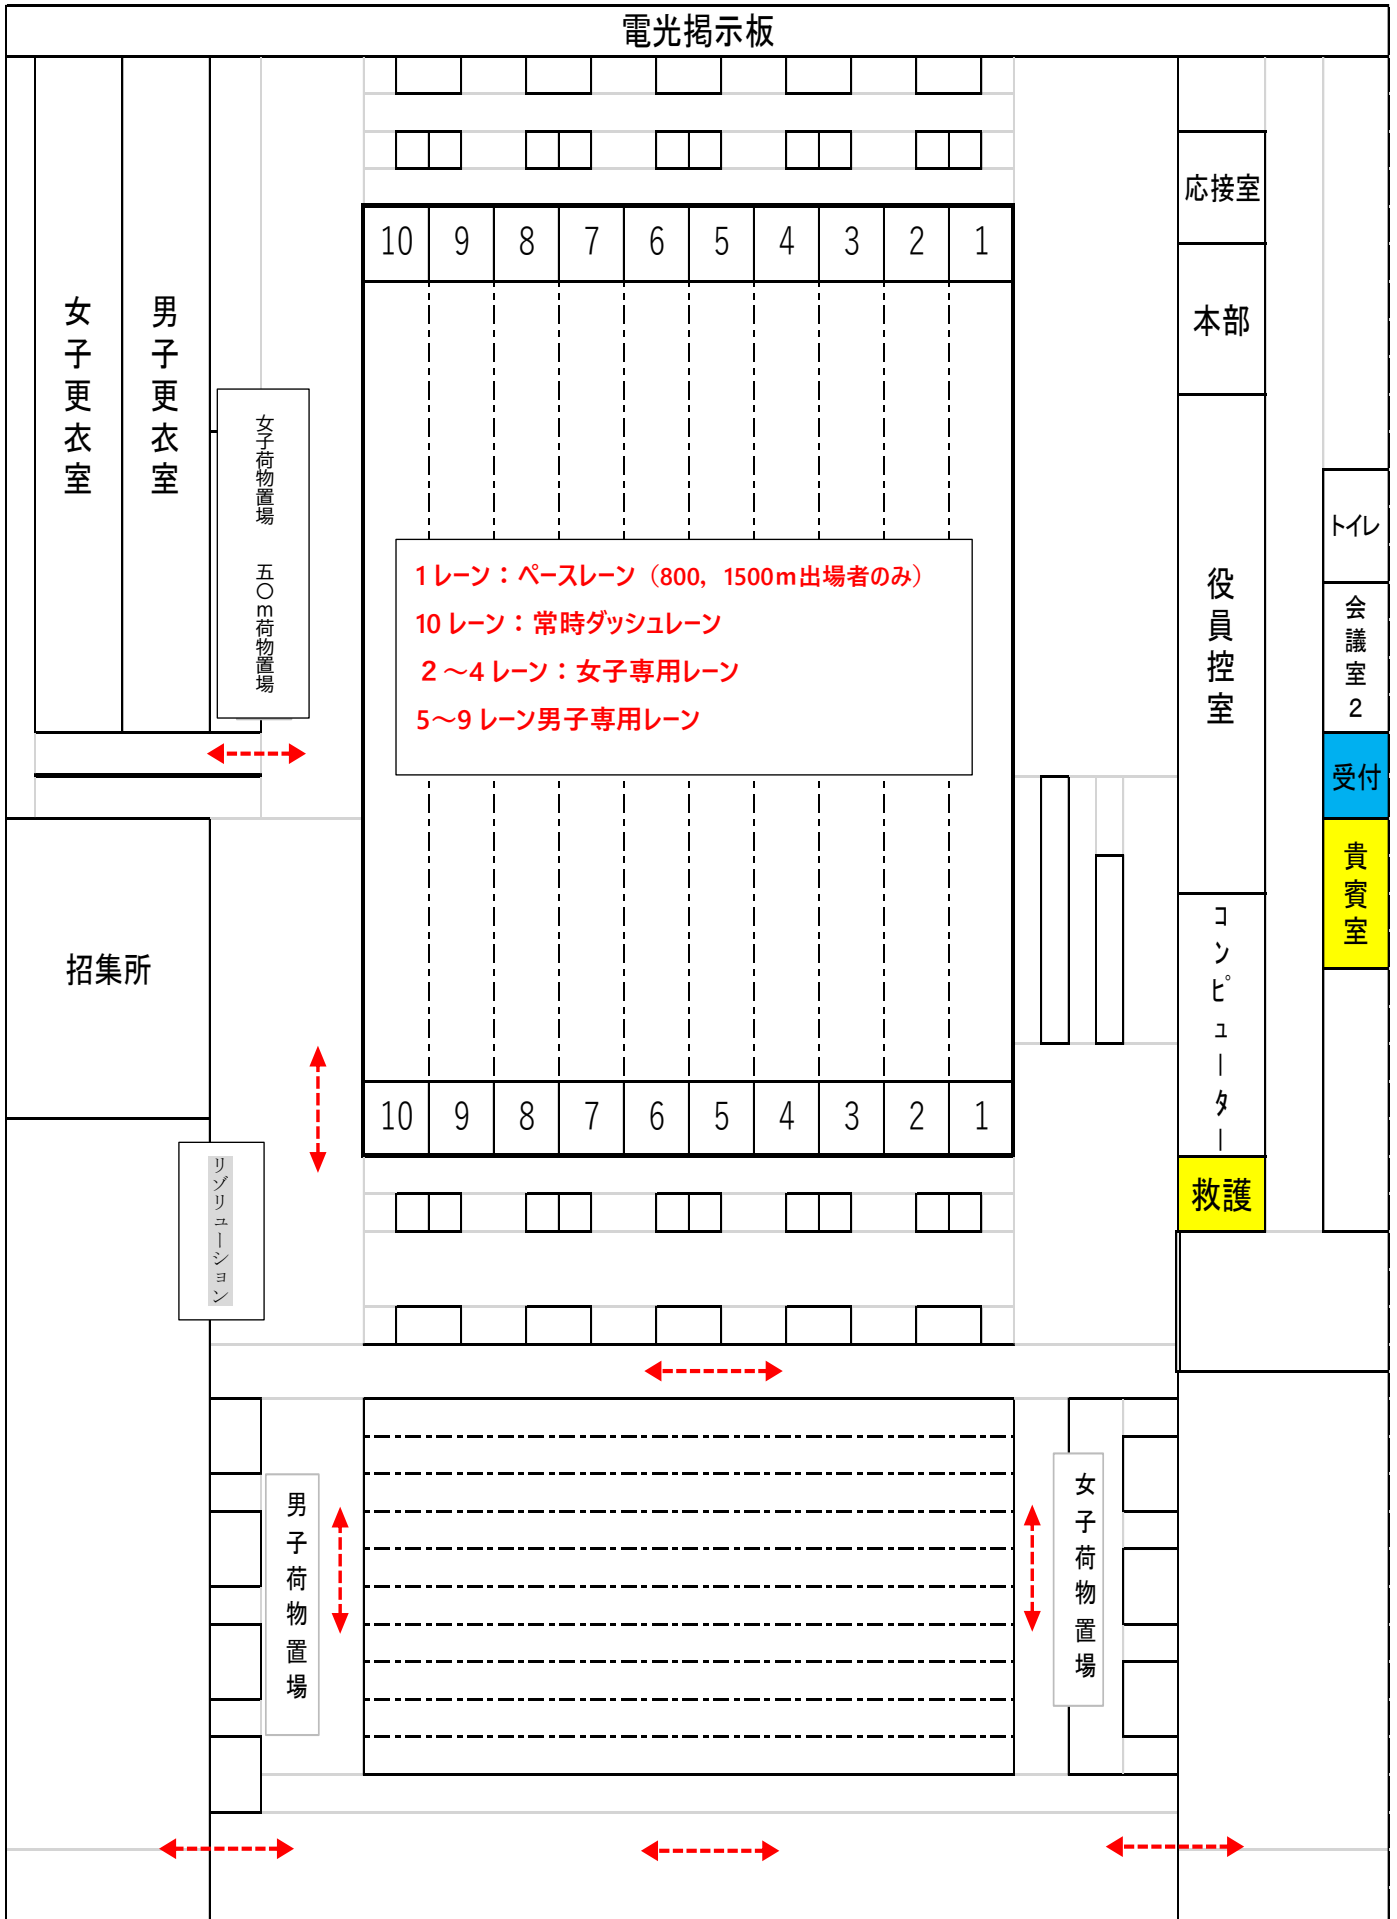 電光掲示板
応接室
10 9 8 7 6 5 4 3 2 1
本部
女子更衣室
男子更衣室
女子荷物置場 五〇m荷物置場
1レーン：ペースレーン（800，1500m出場者のみ）
10レーン：常時ダッシュレーン
２～4レーン：女子専用レーン
5～9レーン男子専用レーン
トイレ
役員控室
会議室2
受付
貴賓室
招集所
コンピューター
10 9 8 7 6 5 4 3 2 1
リゾリューション
救護
男子荷物置場
女子荷物置場